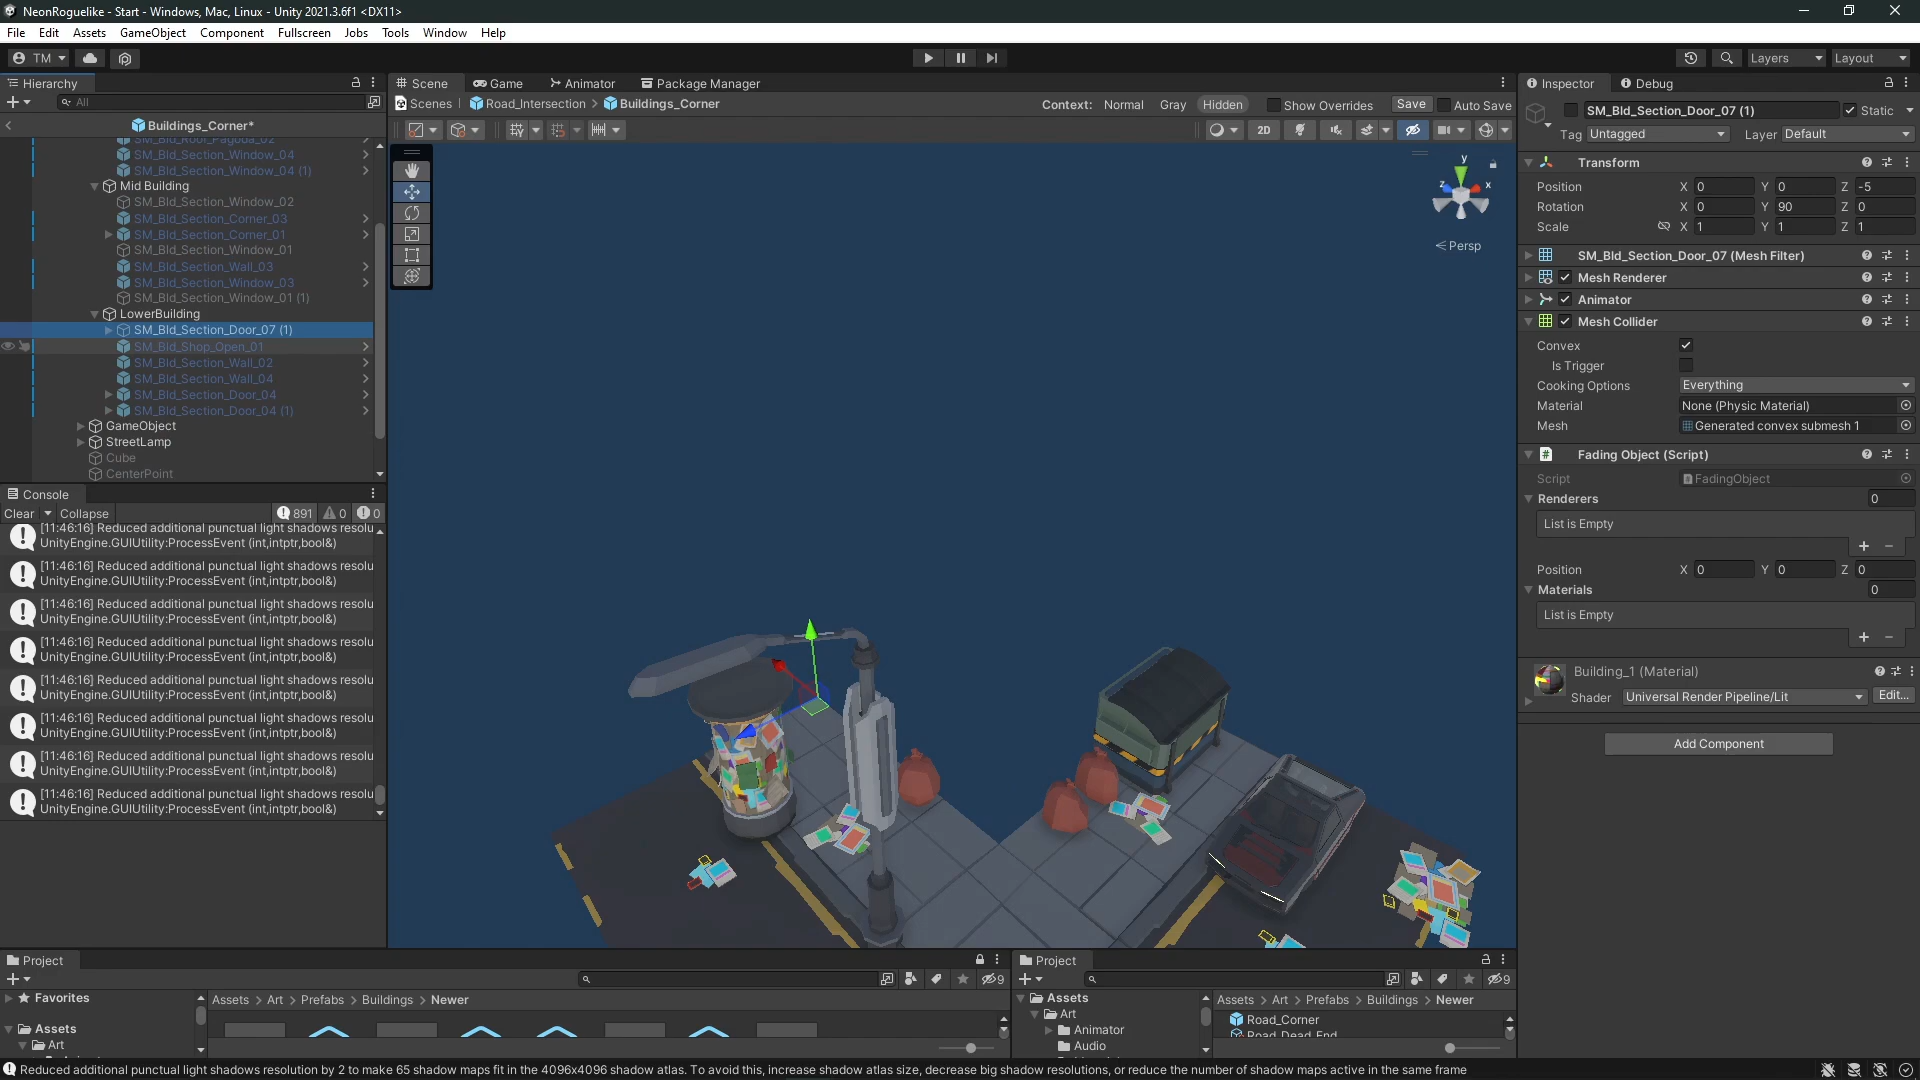 NeonRoguelike - Start - Windows, Mac, Linux - Unity 2021.3.6f1 <DX11>
File Edit Assets GameObject Component Fullscreen Jobs Tools Window Help
TM
Layers
Layout
Hierarchy
All
Buildings_Corner*
SM_Bld_Roof_Pagoda_02
SM_Bld_Section_Window_04
SM_Bld_Section_Window_04 (1)
Mid Building
SM_Bld_Section_Window_02
SM_Bld_Section_Corner_03
SM_Bld_Section_Corner_01
SM_Bld_Section_Window_01
SM_Bld_Section_Wall_03
SM_Bld_Section_Window_03
SM_Bld_Section_Window_01 (1)
LowerBuilding
SM_Bld_Section_Door_07 (1)
SM_Bld_Shop_Open_01
SM_Bld_Section_Wall_02
SM_Bld_Section_Wall_04
SM_Bld_Section_Door_04
SM_Bld_Section_Door_04 (1)
GameObject
StreetLamp
Cube
CenterPoint
Console
Clear Collapse 891 0 0
[11:46:16] Reduced additional punctual light shadows resolu
UnityEngine.GUIUtility:ProcessEvent (int,intptr,bool&)
[11:46:16] Reduced additional punctual light shadows resolu
UnityEngine.GUIUtility:ProcessEvent (int,intptr,bool&)
[11:46:16] Reduced additional punctual light shadows resolu
UnityEngine.GUIUtility:ProcessEvent (int,intptr,bool&)
[11:46:16] Reduced additional punctual light shadows resolu
UnityEngine.GUIUtility:ProcessEvent (int,intptr,bool&)
[11:46:16] Reduced additional punctual light shadows resolu
UnityEngine.GUIUtility:ProcessEvent (int,intptr,bool&)
[11:46:16] Reduced additional punctual light shadows resolu
UnityEngine.GUIUtility:ProcessEvent (int,intptr,bool&)
[11:46:16] Reduced additional punctual light shadows resolu
UnityEngine.GUIUtility:ProcessEvent (int,intptr,bool&)
[11:46:16] Reduced additional punctual light shadows resolu
UnityEngine.GUIUtility:ProcessEvent (int,intptr,bool&)
Scene Game Animator Package Manager
Scenes Road_Intersection Buildings_Corner Context: Normal Gray Hidden Show Overrides Save Auto Save
2D
y
z x
Persp
Inspector Debug
SM_Bld_Section_Door_07 (1) Static
Tag Untagged Layer Default
Transform
Position X 0 Y 0 Z -5
Rotation X 0 Y 90 Z 0
Scale X 1 Y 1 Z 1
SM_Bld_Section_Door_07 (Mesh Filter)
Mesh Renderer
Animator
Mesh Collider
Convex
Is Trigger
Cooking Options Everything
Material None (Physic Material)
Mesh Generated convex submesh 1
Fading Object (Script)
Script FadingObject
Renderers 0
List is Empty
Position X 0 Y 0 Z 0
Materials 0
List is Empty
Building_1 (Material)
Shader Universal Render Pipeline/Lit Edit...
Add Component
Project
9
Favorites
Assets
Art
Assets > Art > Prefabs > Buildings > Newer
Project
9
Assets
Art
Animator
Audio
Assets > Art > Prefabs > Buildings > Newer
Road_Corner
Road_Dead_End
Reduced additional punctual light shadows resolution by 2 to make 65 shadow maps fit in the 4096x4096 shadow atlas. To avoid this, increase shadow atlas size, decrease big shadow resolutions, or reduce the number of shadow maps active in the same frame